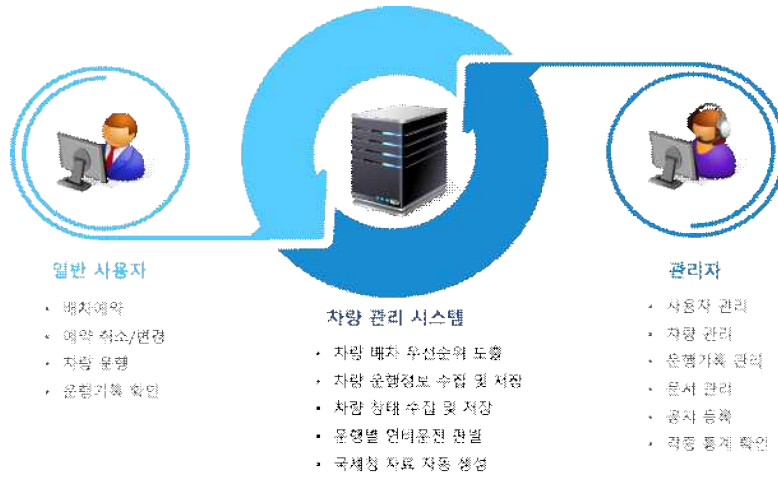 일반 사용자
배차예약
예약 취소/변경
차량 운행
운행기록 확인
차량 관리 시스템
차량 배차 우선순위 도출
차량 운행정보 수집 및 저장
차량 상태 수집 및 저장
운행별 연비운전 판별
국세청 자료 자동 생성
관리자
사용자 관리
차량 관리
운행기록 관리
문서 관리
공지 등록
각종 통계 확인